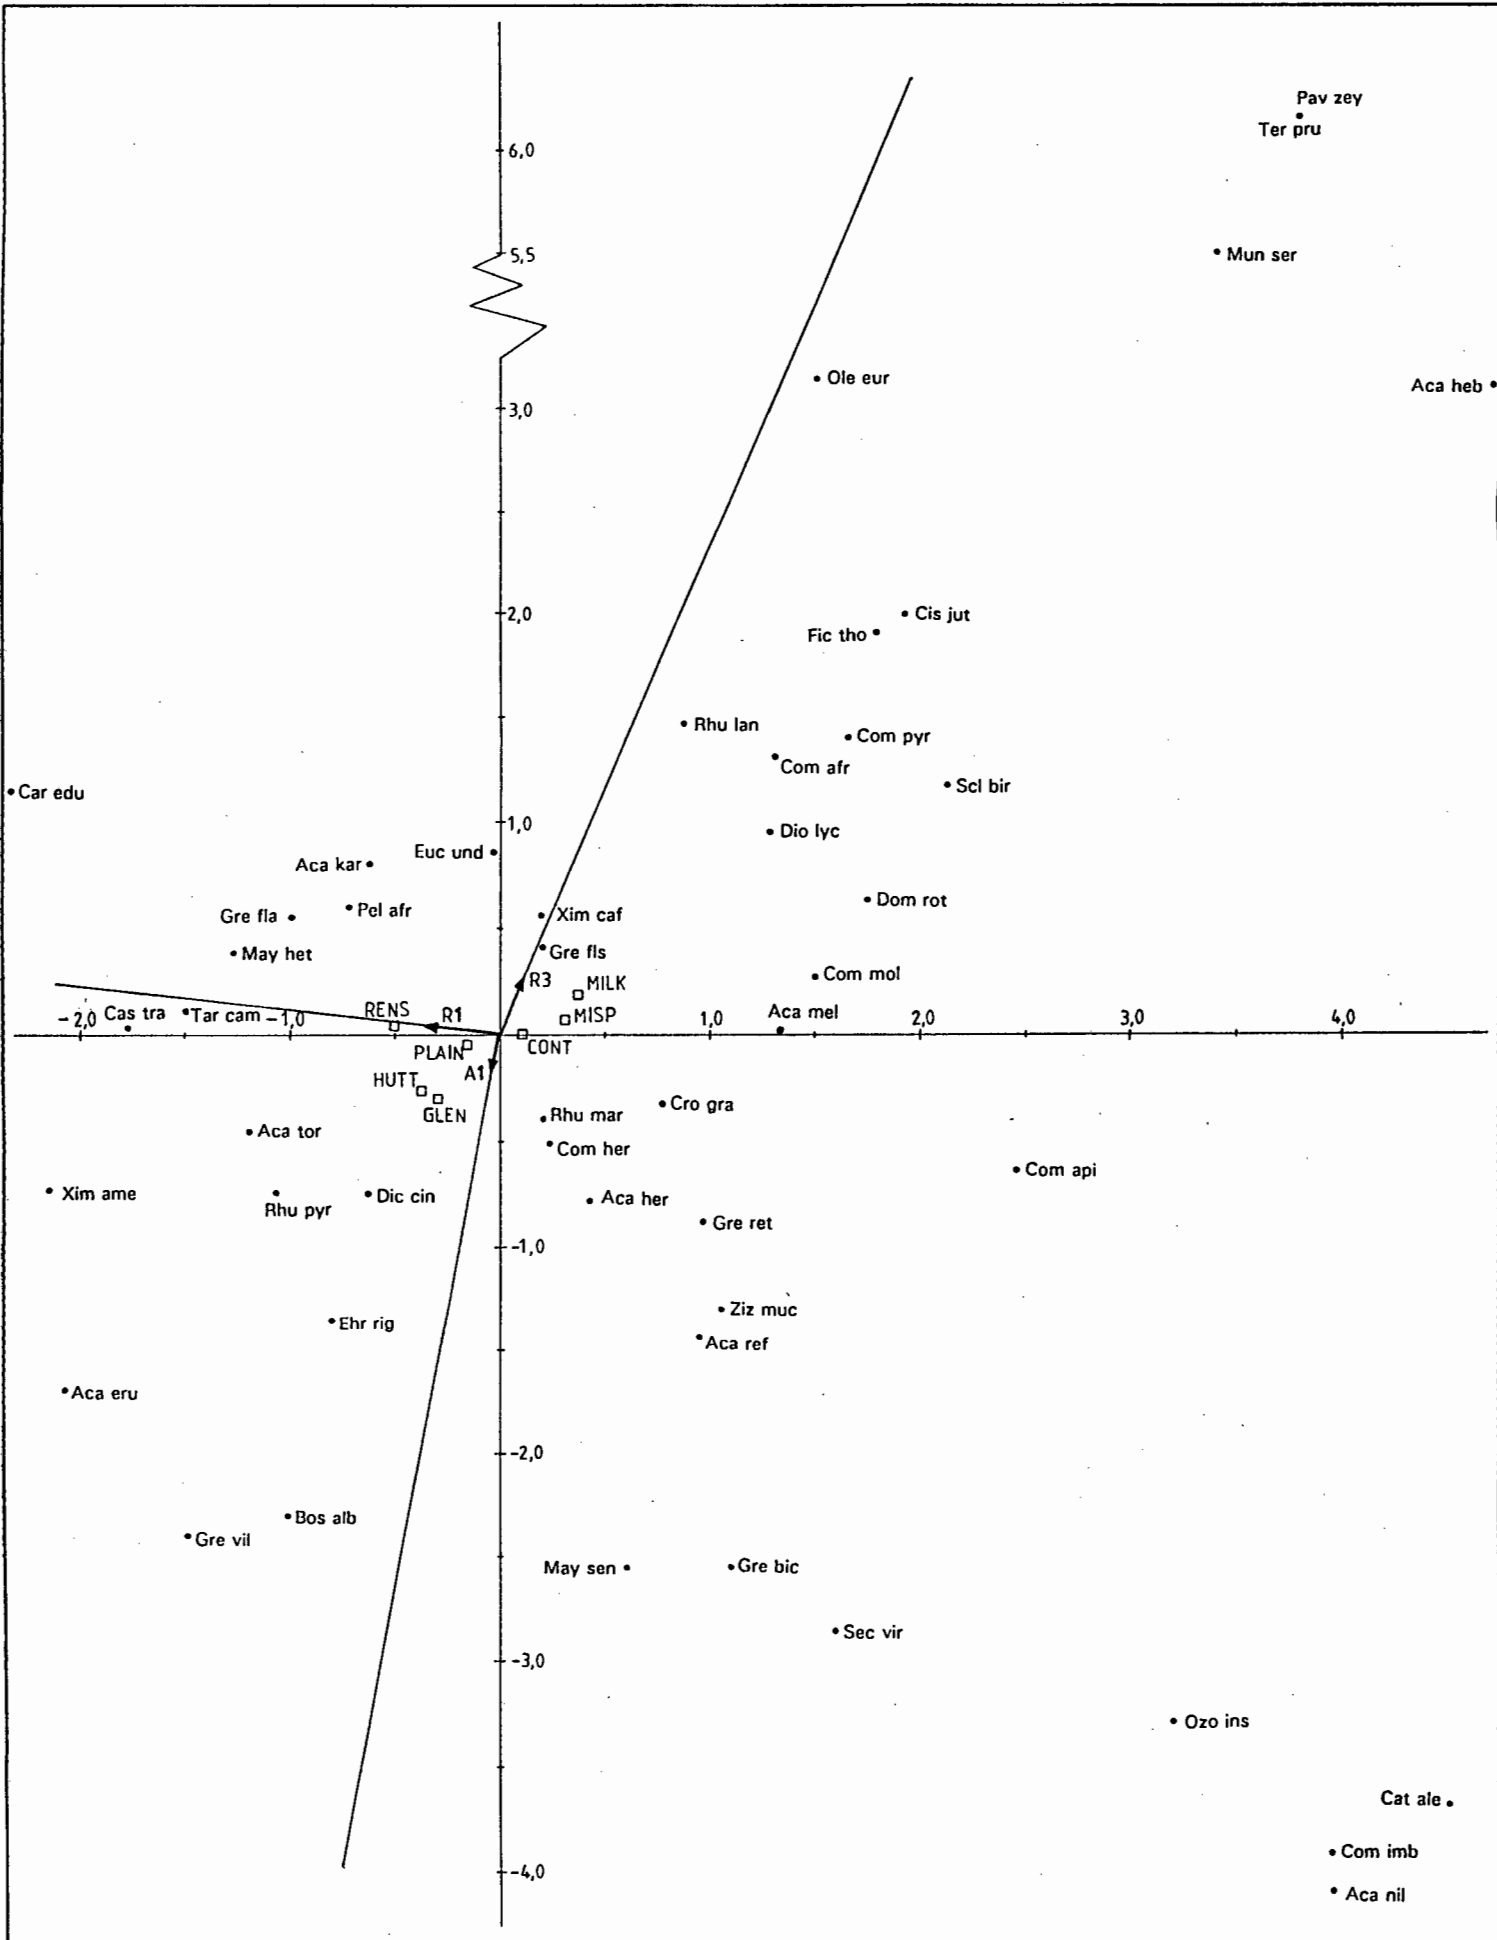 Pav zey
Ter pru
6,0
5,5
Mun ser
Ole eur
Aca heb
3,0
2,0
Cis jut
Fic tho
Rhu lan
Com pyr
Com afr
Scl bir
Car edu
1,0
Dio lyc
Euc und
Aca kar
Dom rot
Gre fla
Pel afr
Xim caf
May het
Gre fls
Com mol
R3
MILK
-2,0
Cas tra
Tar cam
-1,0
RENS
R1
MISP
1,0
Aca mel
2,0
3,0
4,0
PLAIN
CONT
A1
HUTT
GLEN
Cro gra
Rhu mar
Aca tor
Com her
Com api
Xim ame
Rhu pyr
Dic cin
Aca her
Gre ret
-1,0
Ziz muc
Ehr rig
Aca ref
Aca eru
-2,0
Bos alb
Gre vil
May sen
Gre bic
Sec vir
-3,0
Ozo ins
Cat ale
Com imb
-4,0
Aca nil